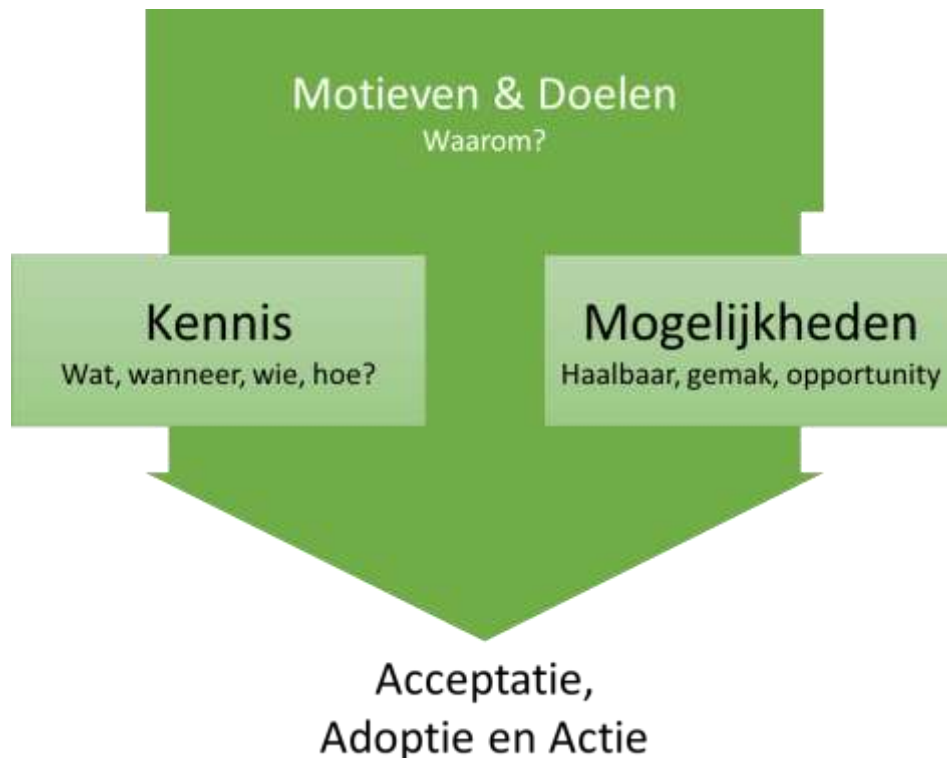 Motieven & Doelen
Waarom?
Kennis
Wat, wanneer, wie, hoe?
Mogelijkheden
Haalbaar, gemak, opportunity
Acceptatie,
Adoptie en Actie